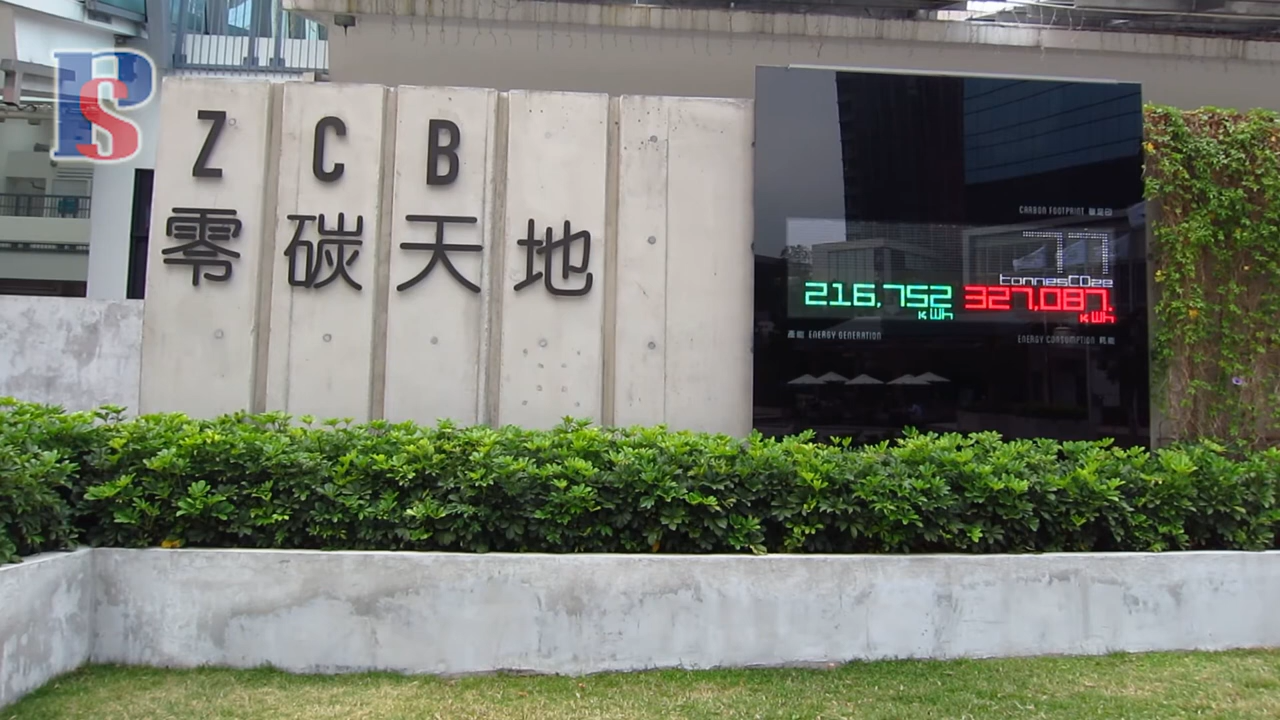 PS
ZCB
零碳天地
CARBON FOOTPRINT 碳足印
77
tonnesCO2e
216,752 327,087.
kWh kWh
產能 ENERGY GENERATION
ENERGY CONSUMPTION 耗能